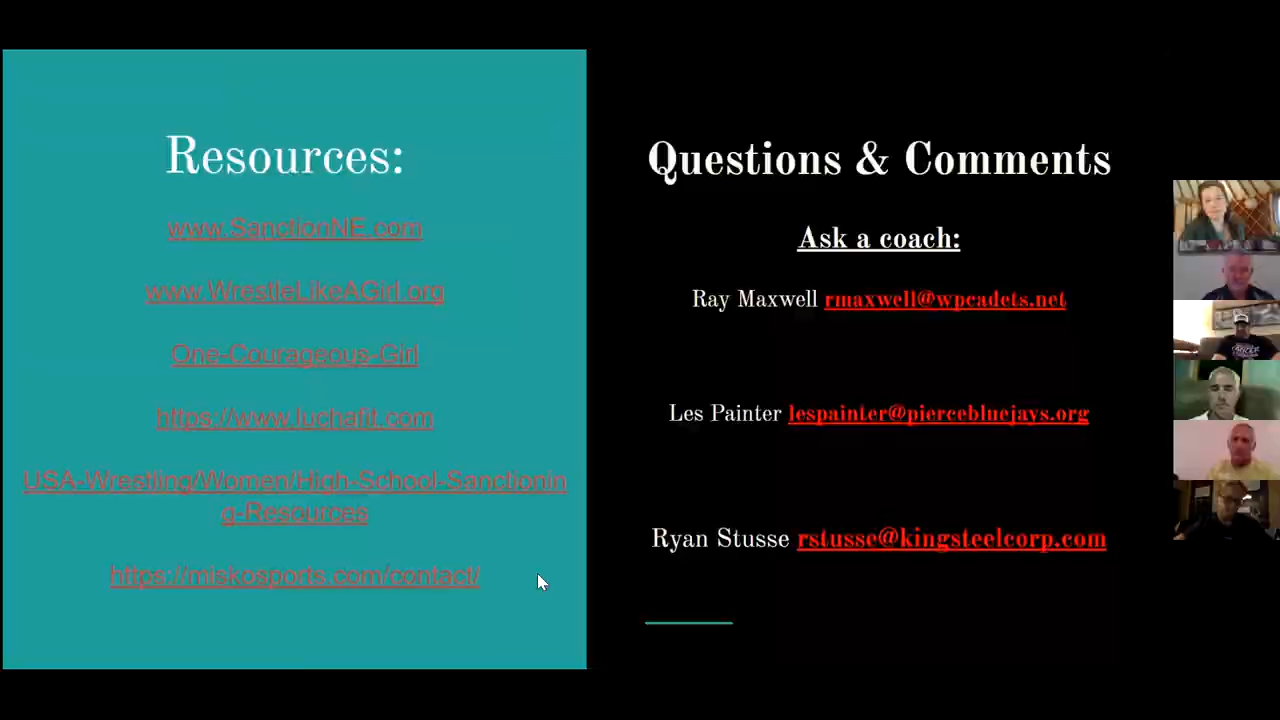 Resources:
www.SanctionNE.com
www.WrestleLikeAGirl.org
One-Courageous-Girl
https://www.luchafit.com
USA-Wrestling/Women/High-School-Sanctionin
g-Resources
https://miskosports.com/contact/
Questions & Comments
Ask a coach:
Ray Maxwell rmaxwell@wpcadets.net
Les Painter lespainter@piercebluejays.org
Ryan Stusse rstusse@kingsteelcorp.com